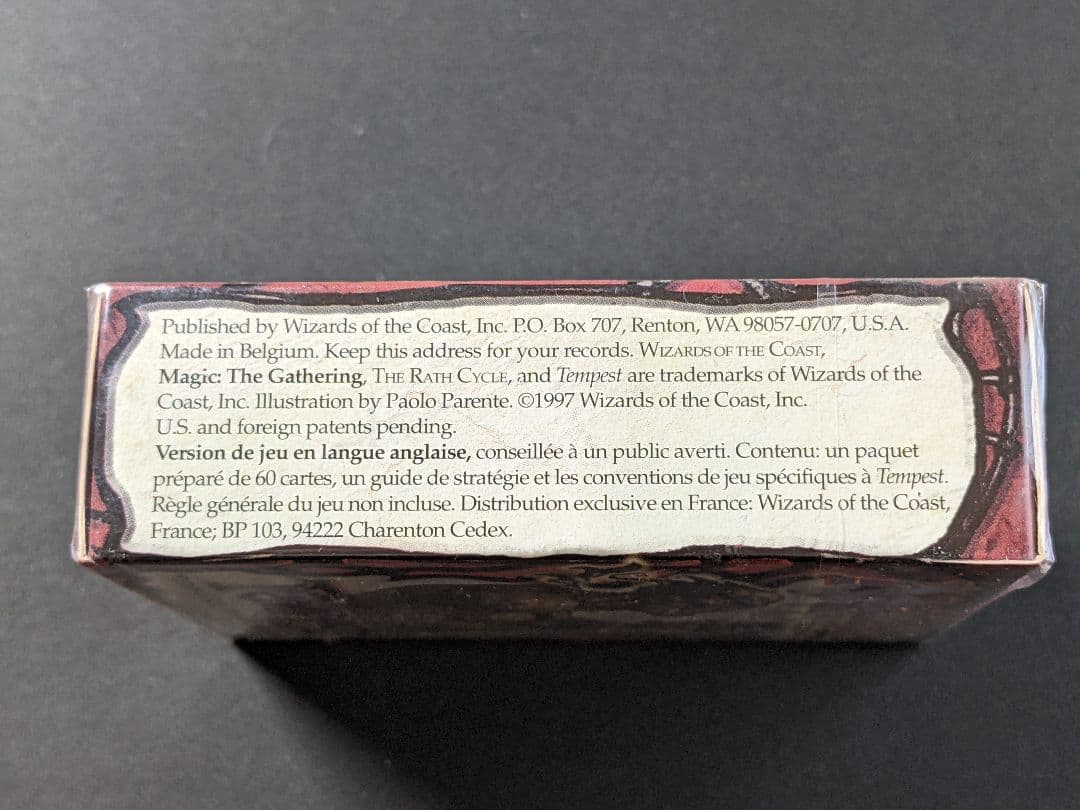 Published by Wizards of the Coast, Inc. P.O. Box 707, Renton, WA 98057-0707, U.S.A.
Made in Belgium. Keep this address for your records. WIZARDS OF THE COAST,
Magic: The Gathering, THE RATH CYCLE, and Tempest are trademarks of Wizards of the
Coast, Inc. Illustration by Paolo Parente. ©1997 Wizards of the Coast, Inc.
U.S. and foreign patents pending.
Version de jeu en langue anglaise, conseillée à un public averti. Contenu: un paquet
préparé de 60 cartes, un guide de stratégie et les conventions de jeu spécifiques à Tempest.
Règle générale du jeu non incluse. Distribution exclusive en France: Wizards of the Coast,
France; BP 103, 94222 Charenton Cedex.